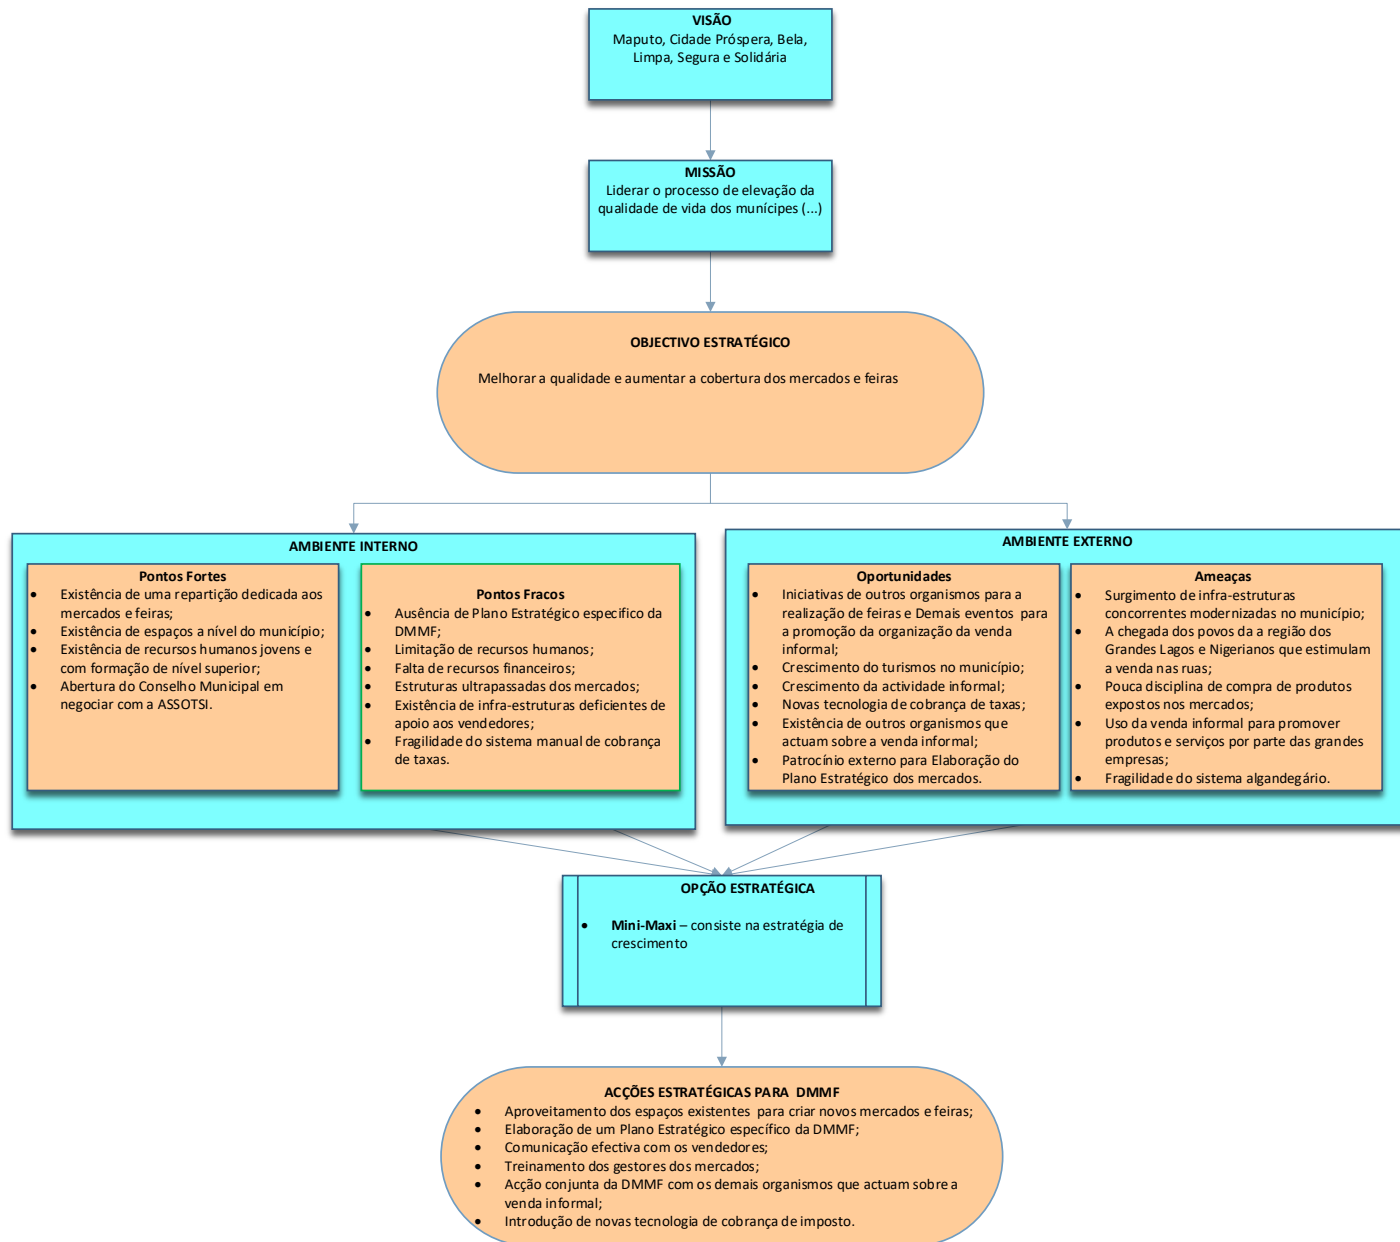 VISÃO
Maputo, Cidade Próspera, Bela,
Limpa, Segura e Solidária
MISSÃO
Liderar o processo de elevação da
qualidade de vida dos munícipes (...)
OBJECTIVO ESTRATÉGICO
Melhorar a qualidade e aumentar a cobertura dos mercados e feiras
AMBIENTE INTERNO
Pontos Fortes
• Existência de uma repartição dedicada aos
mercados e feiras;
• Existência de espaços a nível do município;
• Existência de recursos humanos jovens e
com formação de nível superior;
• Abertura do Conselho Municipal em
negociar com a ASSOTSI.
Pontos Fracos
• Ausência de Plano Estratégico especifico da
DMMF;
• Limitação de recursos humanos;
• Falta de recursos financeiros;
• Estruturas ultrapassadas dos mercados;
• Existência de infra-estruturas deficientes de
apoio aos vendedores;
• Fragilidade do sistema manual de cobrança
de taxas.
AMBIENTE EXTERNO
Oportunidades
• Iniciativas de outros organismos para a
realização de feiras e Demais eventos para
a promoção da organização da venda
informal;
• Crescimento do turismos no município;
• Crescimento da actividade informal;
• Novas tecnologia de cobrança de taxas;
• Existência de outros organismos que
actuam sobre a venda informal;
• Patrocínio externo para Elaboração do
Plano Estratégico dos mercados.
Ameaças
• Surgimento de infra-estruturas
concorrentes modernizadas no município;
• A chegada dos povos da a região dos
Grandes Lagos e Nigerianos que estimulam
a venda nas ruas;
• Pouca disciplina de compra de produtos
expostos nos mercados;
• Uso da venda informal para promover
produtos e serviços por parte das grandes
empresas;
• Fragilidade do sistema algandegário.
OPÇÃO ESTRATÉGICA
• Mini-Maxi – consiste na estratégia de
crescimento
ACÇÕES ESTRATÉGICAS PARA DMMF
• Aproveitamento dos espaços existentes para criar novos mercados e feiras;
• Elaboração de um Plano Estratégico específico da DMMF;
• Comunicação efectiva com os vendedores;
• Treinamento dos gestores dos mercados;
• Acção conjunta da DMMF com os demais organismos que actuam sobre a
venda informal;
• Introdução de novas tecnologia de cobrança de imposto.